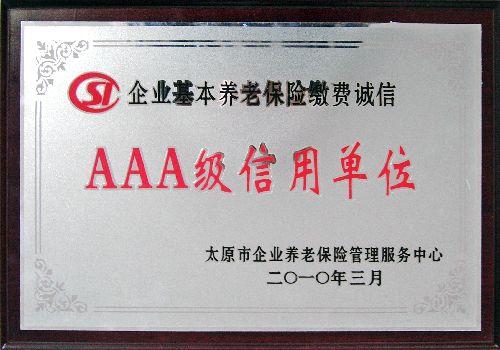 SI 企业基本养老保险缴费诚信
AAA级信用单位
太原市企业养老保险管理服务中心
二〇一〇年三月